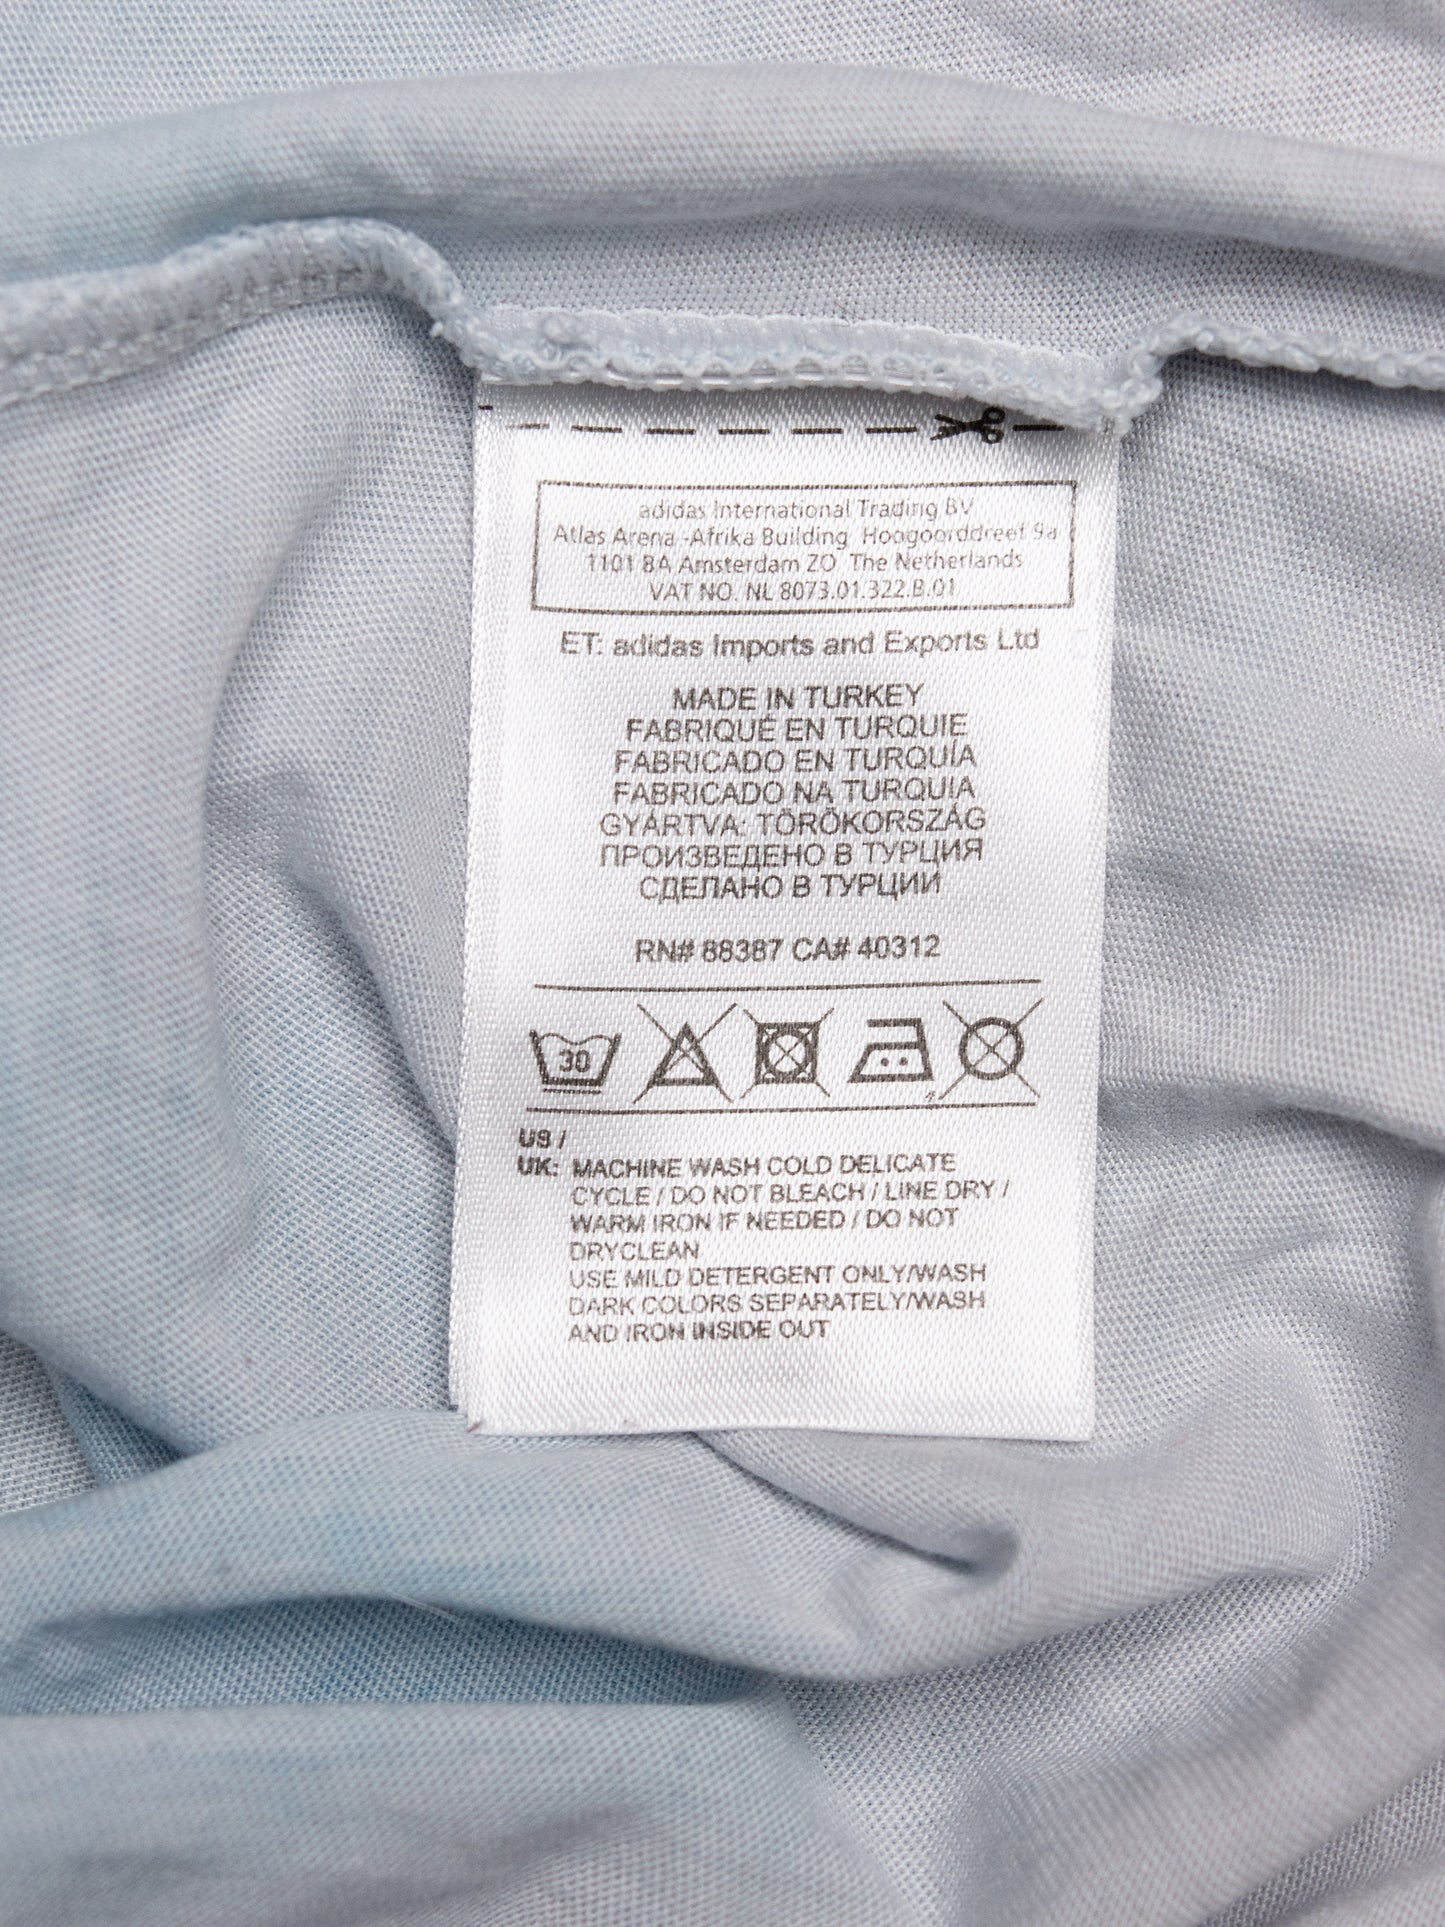 adidas International Trading BV
Atlas Arena -Afrika Building Hoogoorddreef 9a
1101 BA Amsterdam ZO The Netherlands
VAT NO. NL 8073.01.322.B.01
ET: adidas Imports and Exports Ltd
MADE IN TURKEY
FABRIQUÉ EN TURQUIE
FABRICADO EN TURQUÍA
FABRICADO NA TURQUIA
GYÁRTVA: TÖRÖKORSZÁG
ПРОИЗВЕДЕНО В ТУРЦИЯ
СДЕЛАНО В ТУРЦИИ
RN# 88387 CA# 40312
30
US /
UK: MACHINE WASH COLD DELICATE
CYCLE / DO NOT BLEACH / LINE DRY /
WARM IRON IF NEEDED / DO NOT
DRYCLEAN
USE MILD DETERGENT ONLY/WASH
DARK COLORS SEPARATELY/WASH
AND IRON INSIDE OUT